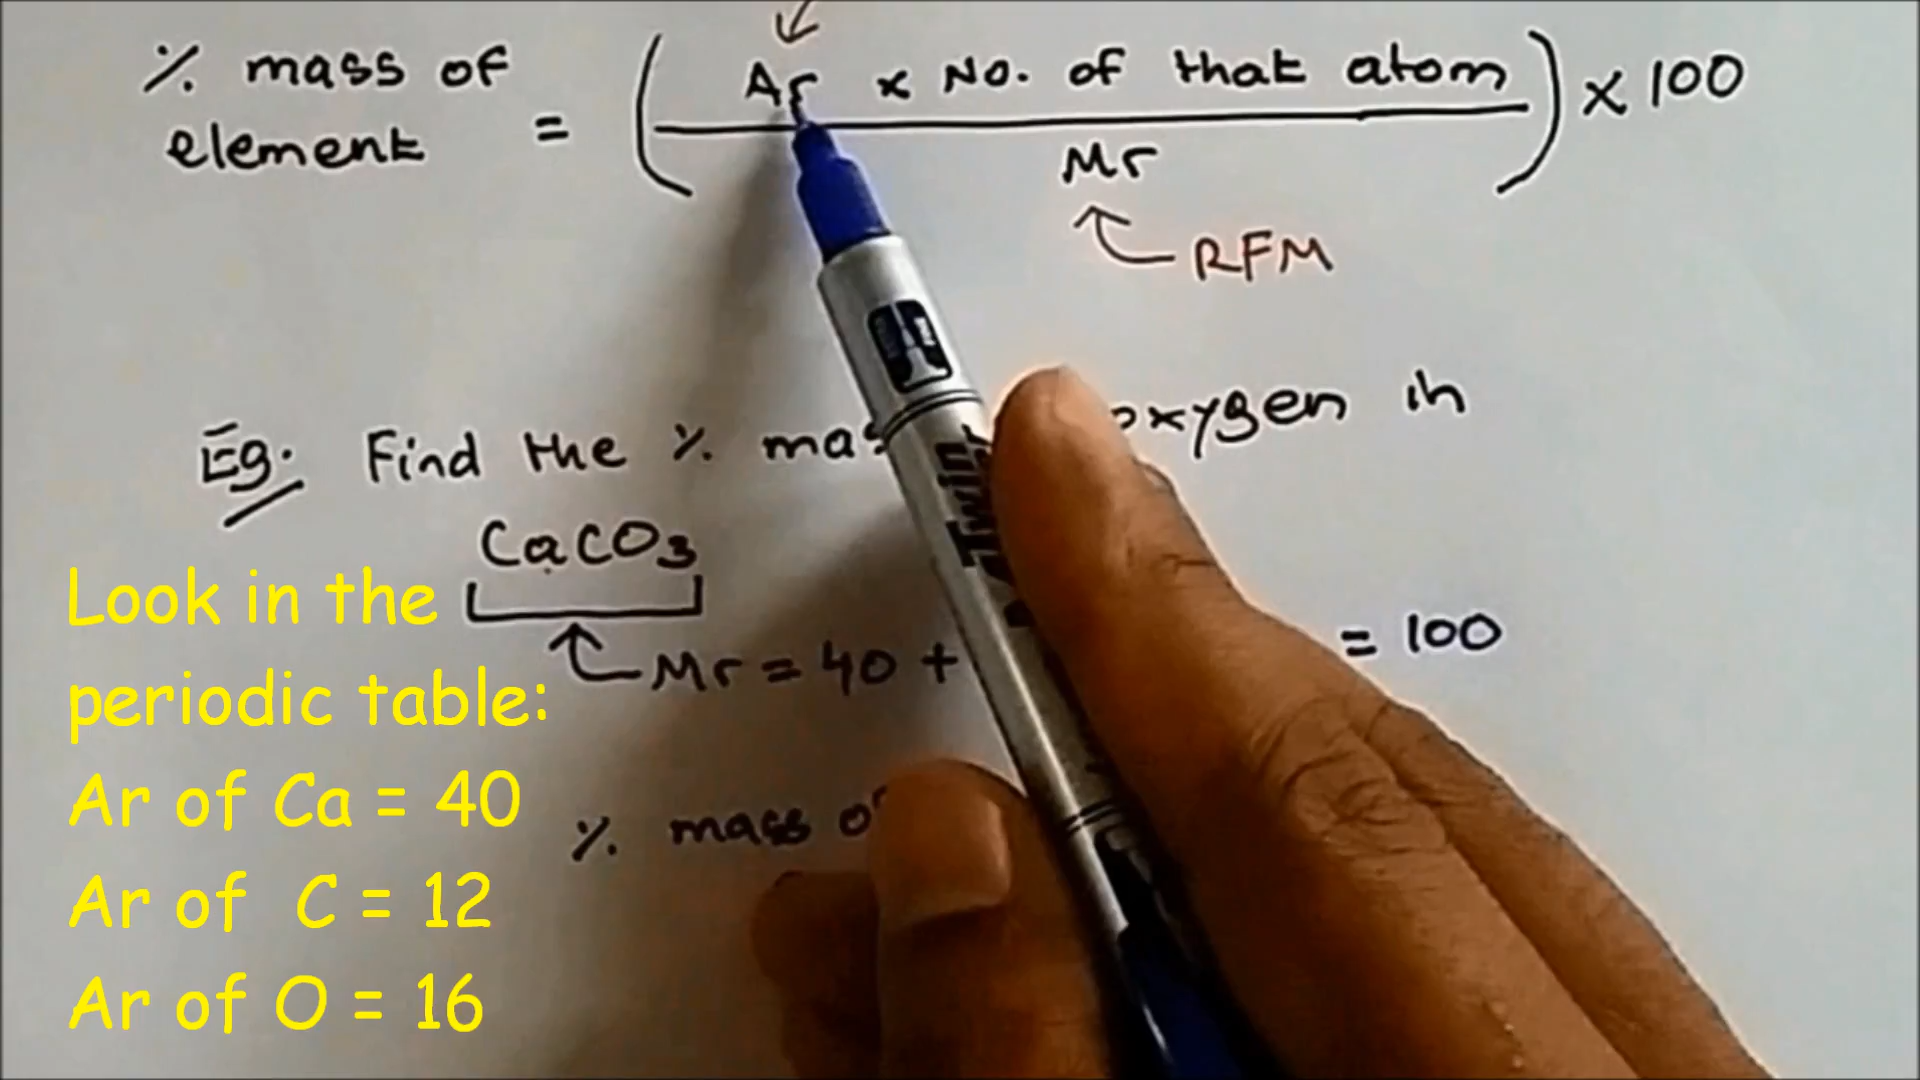 % mass of
element
=
( Ar × No. of that atom ) × 100
Mr
RFM
Eg. Find the % oxygen in
CaCO₃
Mr = 40 + = 100
% mass
Look in the
periodic table:
Ar of Ca = 40
Ar of C = 12
Ar of O = 16
Twin